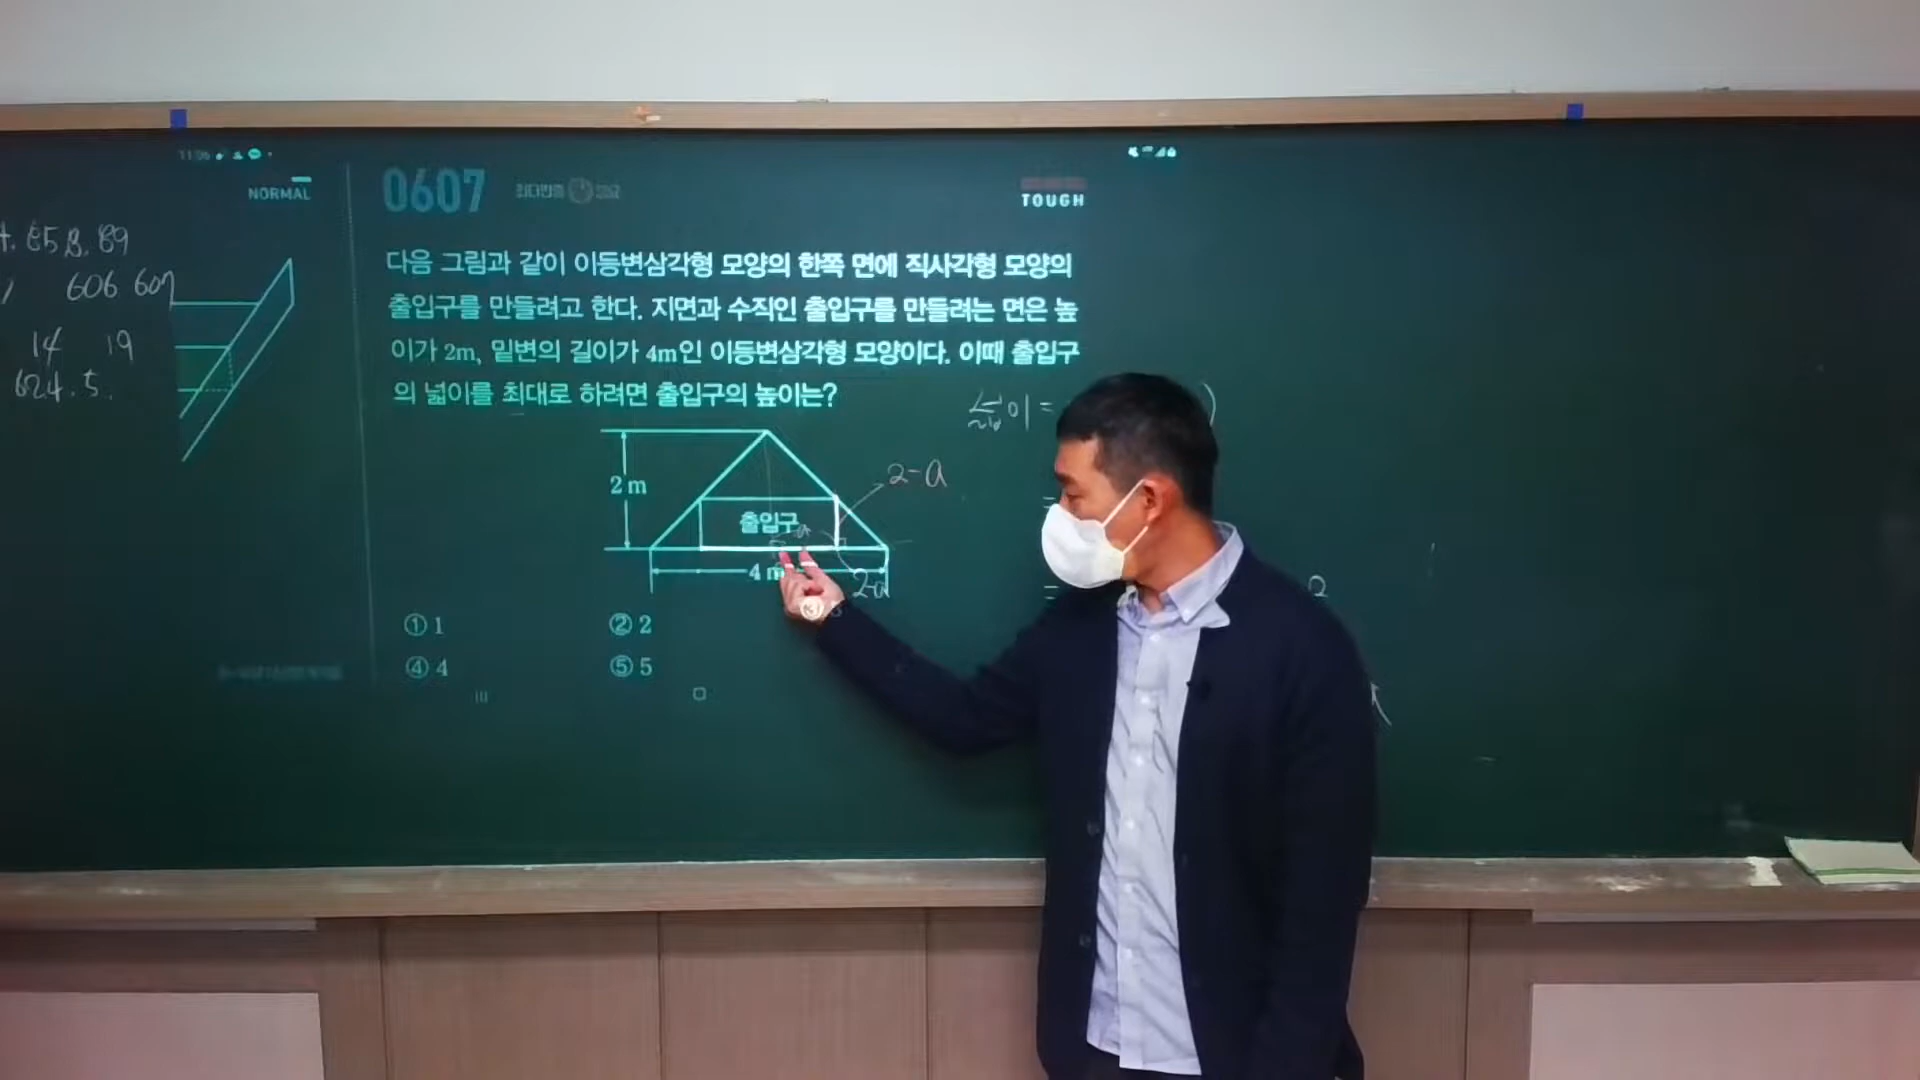 11:06
NORMAL
0607
TOUGH
다음 그림과 같이 이등변삼각형 모양의 한쪽 면에 직사각형 모양의
출입구를 만들려고 한다. 지면과 수직인 출입구를 만들려는 면은 높
이가 2m, 밑변의 길이가 4m인 이등변삼각형 모양이다. 이때 출입구
의 넓이를 최대로 하려면 출입구의 높이는?
606 607
14 19
624.5.
넓이=
2-a
2 m
출입구
a
4 m
2-a
① 1
② 2
③
④ 4
⑤ 5
=
=
2